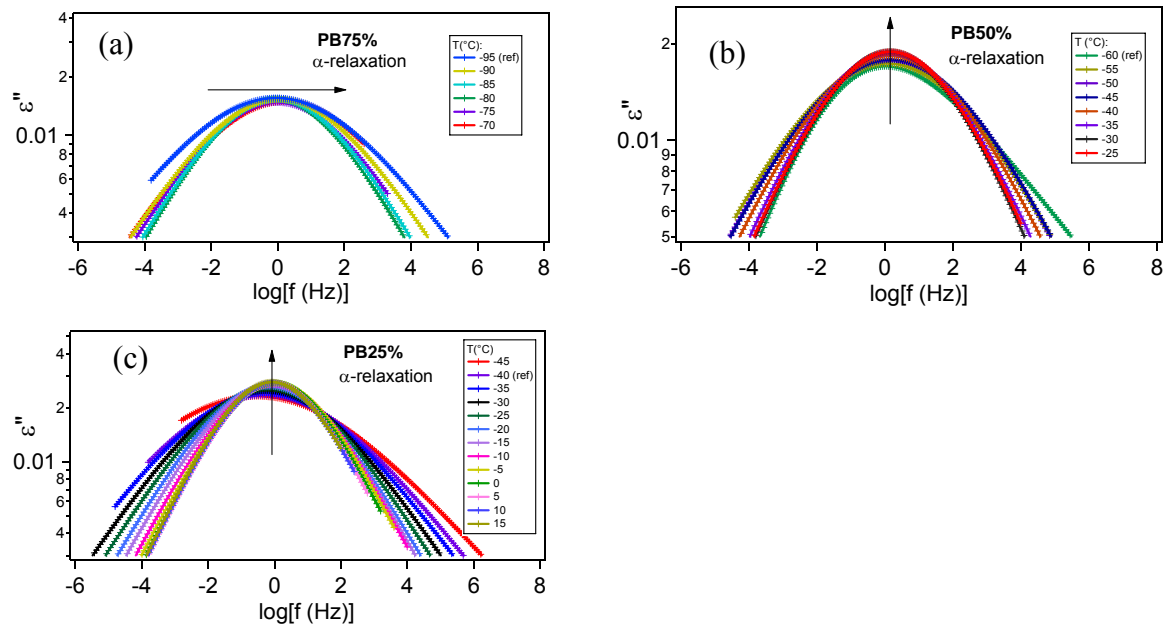 (a)
PB75%
α-relaxation
T(°C):
-95 (ref)
-90
-85
-80
-75
-70
ε"
4
2
0.01
8
6
4
-6 -4 -2 0 2 4 6 8
log[f (Hz)]
(b)
PB50%
α-relaxation
T (°C):
-60 (ref)
-55
-50
-45
-40
-35
-30
-25
ε"
2
0.01
9
8
7
6
5
-6 -4 -2 0 2 4 6 8
log[f (Hz)]
(c)
PB25%
α-relaxation
T(°C)
-45
-40 (ref)
-35
-30
-25
-20
-15
-10
-5
0
5
10
15
ε"
4
2
0.01
8
6
4
-6 -4 -2 0 2 4 6 8
log[f (Hz)]